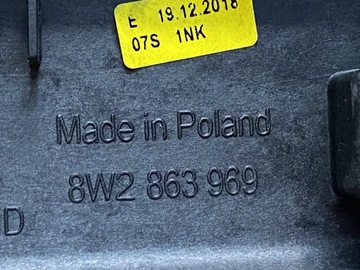 E 19.12.2018
07S 1NK
Made in Poland
8W2 863 969
D